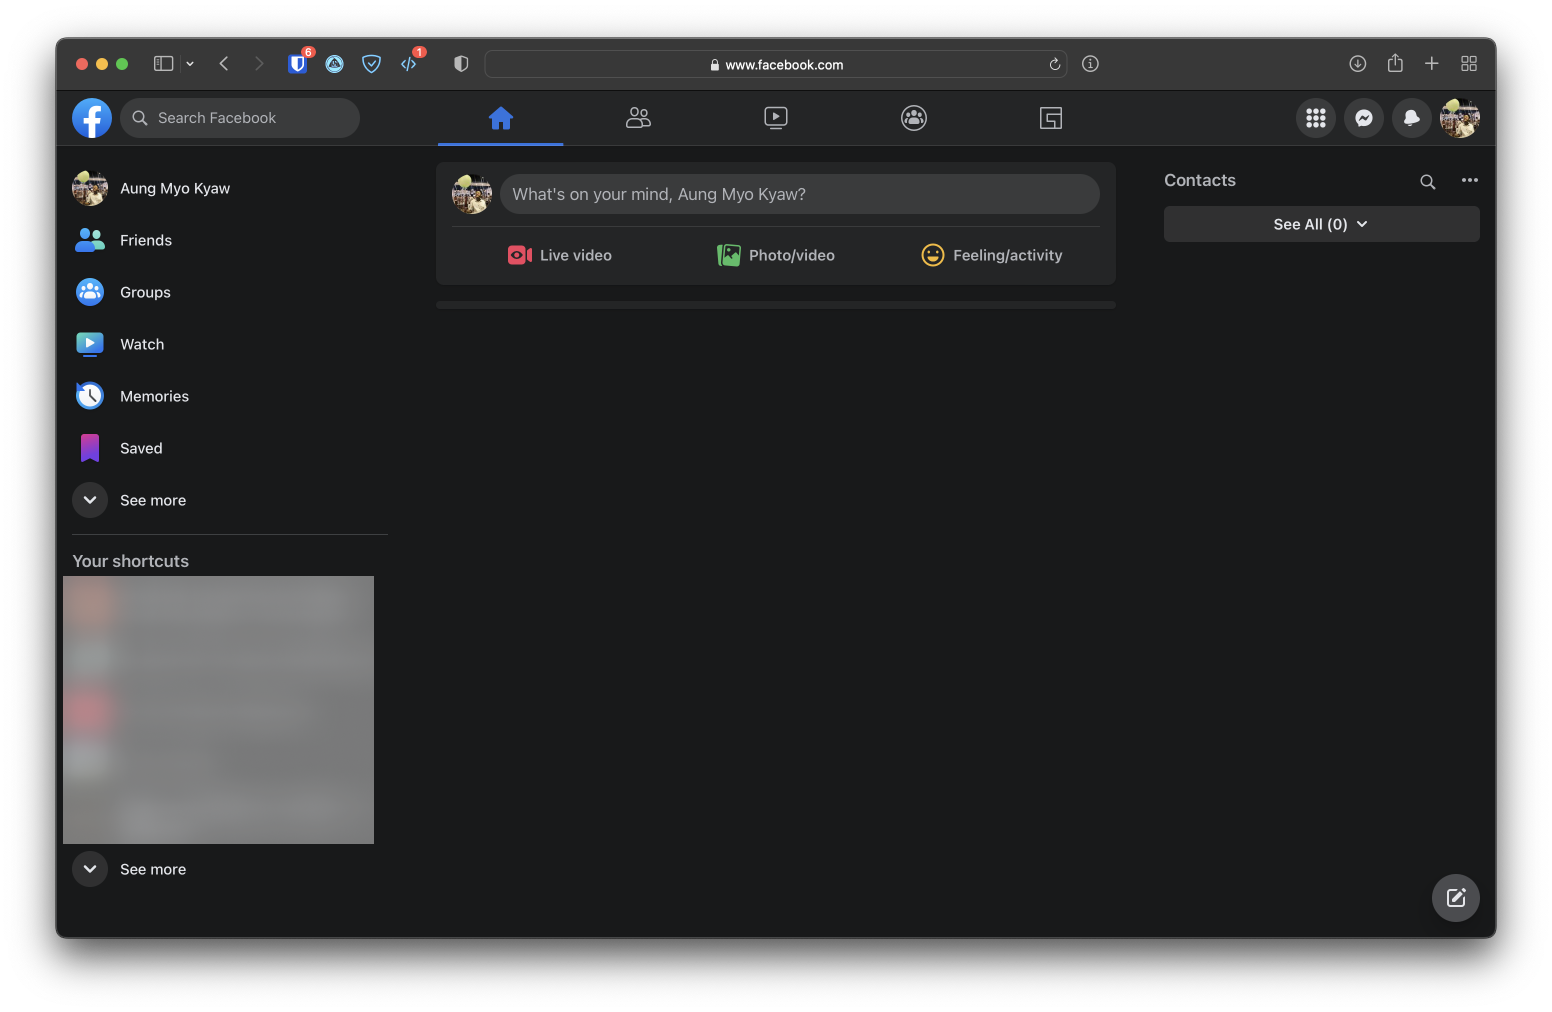 6
1
www.facebook.com
Search Facebook
Aung Myo Kyaw
Friends
Groups
Watch
Memories
Saved
See more
Your shortcuts
See more
What's on your mind, Aung Myo Kyaw?
Live video
Photo/video
Feeling/activity
Contacts
See All (0)